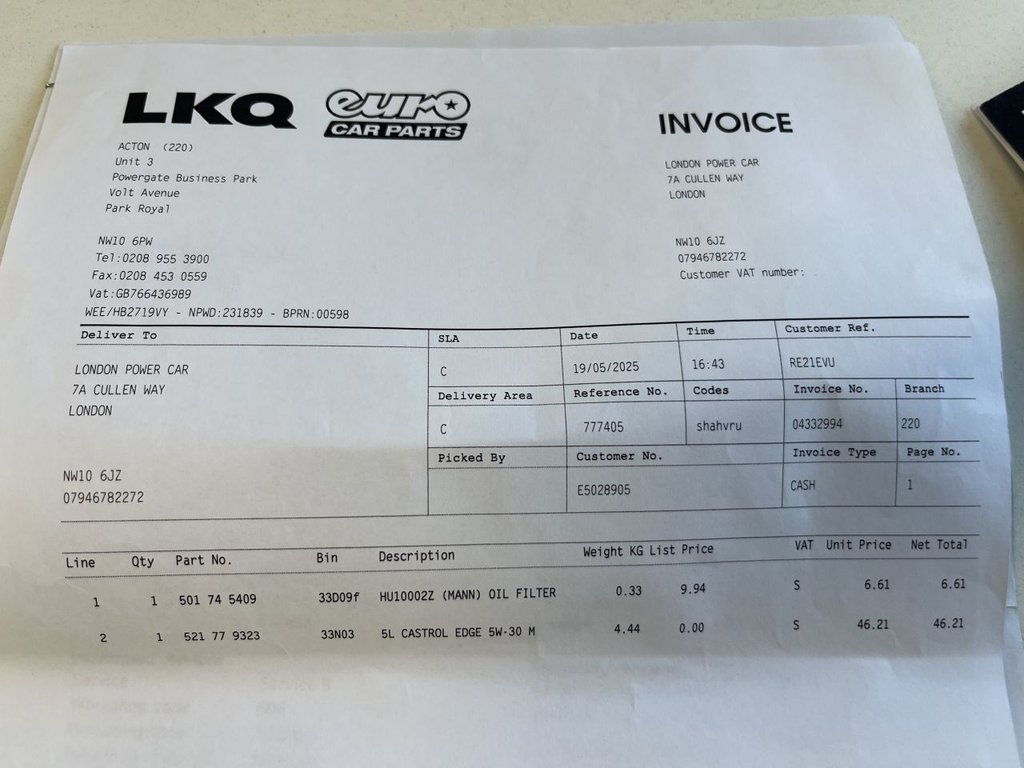 LKQ euro CAR PARTS
INVOICE
ACTON (220)
Unit 3
Powergate Business Park
Volt Avenue
Park Royal
NW10 6PW
Tel:0208 955 3900
Fax:0208 453 0559
Vat:GB766436989
WEE/HB2719VY - NPWD:231839 - BPRN:00598
LONDON POWER CAR
7A CULLEN WAY
LONDON
NW10 6JZ
07946782272
Customer VAT number:
Deliver To
LONDON POWER CAR
7A CULLEN WAY
LONDON
NW10 6JZ
07946782272
SLA Date Time Customer Ref.
C 19/05/2025 16:43 RE21EVU
Delivery Area Reference No. Codes Invoice No. Branch
C 777405 shahvru 04332994 220
Picked By Customer No. Invoice Type Page No.
E5028905 CASH 1
Line Qty Part No. Bin Description Weight KG List Price VAT Unit Price Net Total
1 1 501 74 5409 33D09f HU10002Z (MANN) OIL FILTER 0.33 9.94 S 6.61 6.61
2 1 521 77 9323 33N03 5L CASTROL EDGE 5W-30 M 4.44 0.00 S 46.21 46.21